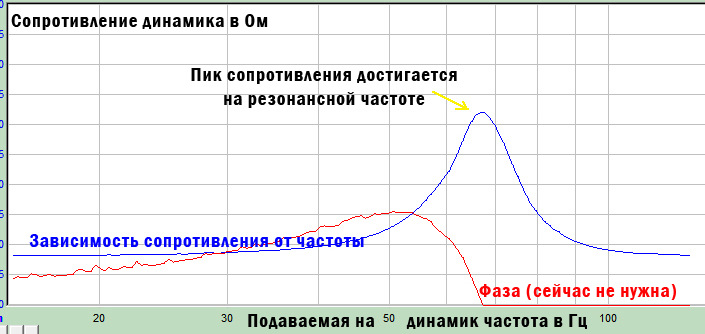 Сопротивление динамика в Ом
Пик сопротивления достигается
на резонансной частоте
Зависимость сопротивления от частоты
Фаза (сейчас не нужна)
20 30 50 100
Подаваемая на динамик частота в Гц